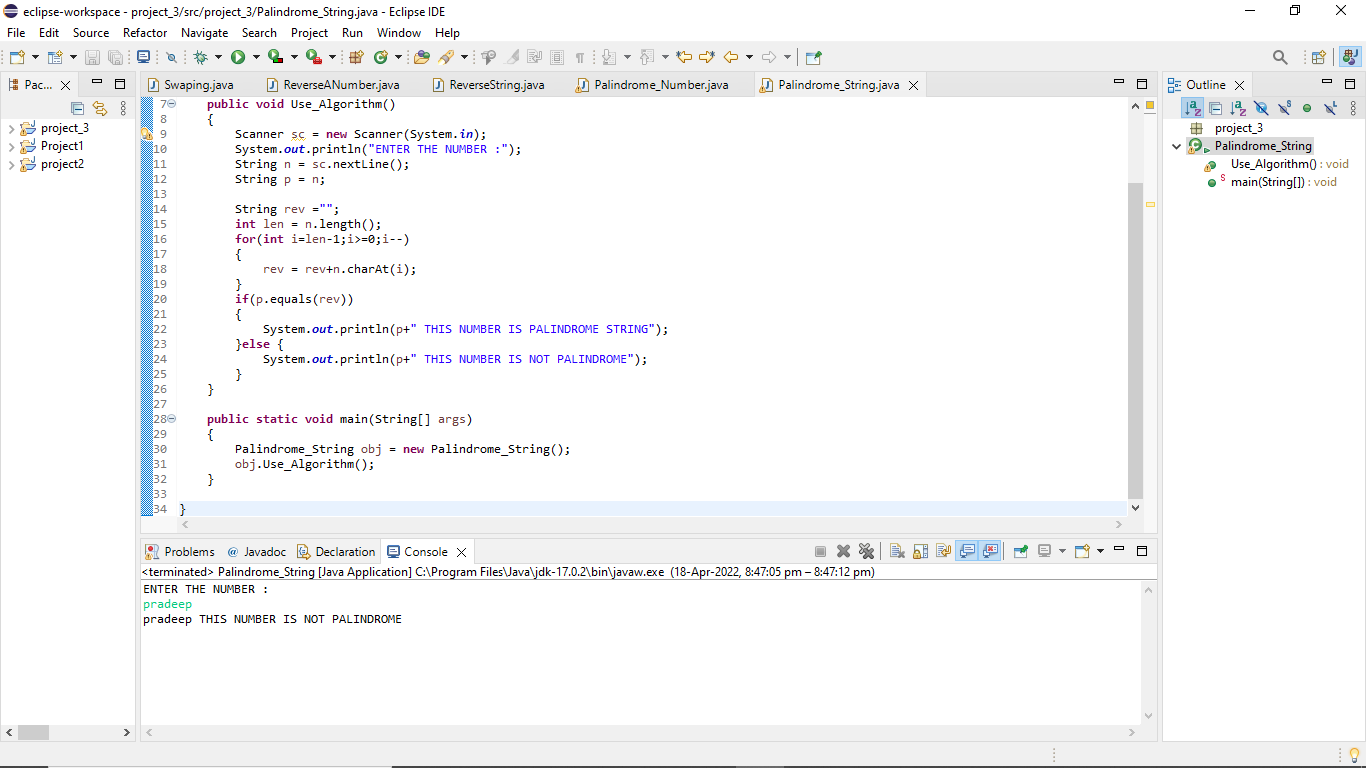 eclipse-workspace - project_3/src/project_3/Palindrome_String.java - Eclipse IDE
File Edit Source Refactor Navigate Search Project Run Window Help
Pac...
Swaping.java ReverseANumber.java ReverseString.java Palindrome_Number.java Palindrome_String.java
Outline
project_3
Project1
project2
7 public void Use_Algorithm()
8 {
9 Scanner sc = new Scanner(System.in);
10 System.out.println("ENTER THE NUMBER :");
11 String n = sc.nextLine();
12 String p = n;
13
14 String rev ="";
15 int len = n.length();
16 for(int i=len-1;i>=0;i--)
17 {
18 rev = rev+n.charAt(i);
19 }
20 if(p.equals(rev))
21 {
22 System.out.println(p+" THIS NUMBER IS PALINDROME STRING");
23 }else {
24 System.out.println(p+" THIS NUMBER IS NOT PALINDROME");
25 }
26 }
27
28 public static void main(String[] args)
29 {
30 Palindrome_String obj = new Palindrome_String();
31 obj.Use_Algorithm();
32 }
33
34 }
project_3
Palindrome_String
Use_Algorithm() : void
main(String[]) : void
Problems @ Javadoc Declaration Console
<terminated> Palindrome_String [Java Application] C:\Program Files\Java\jdk-17.0.2\bin\javaw.exe (18-Apr-2022, 8:47:05 pm – 8:47:12 pm)
ENTER THE NUMBER :
pradeep
pradeep THIS NUMBER IS NOT PALINDROME